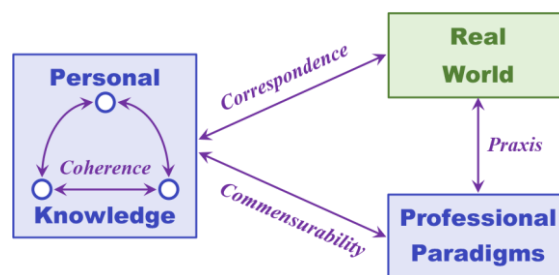 Personal
Coherence
Knowledge
Correspondence
Commensurability
Real
World
Praxis
Professional
Paradigms